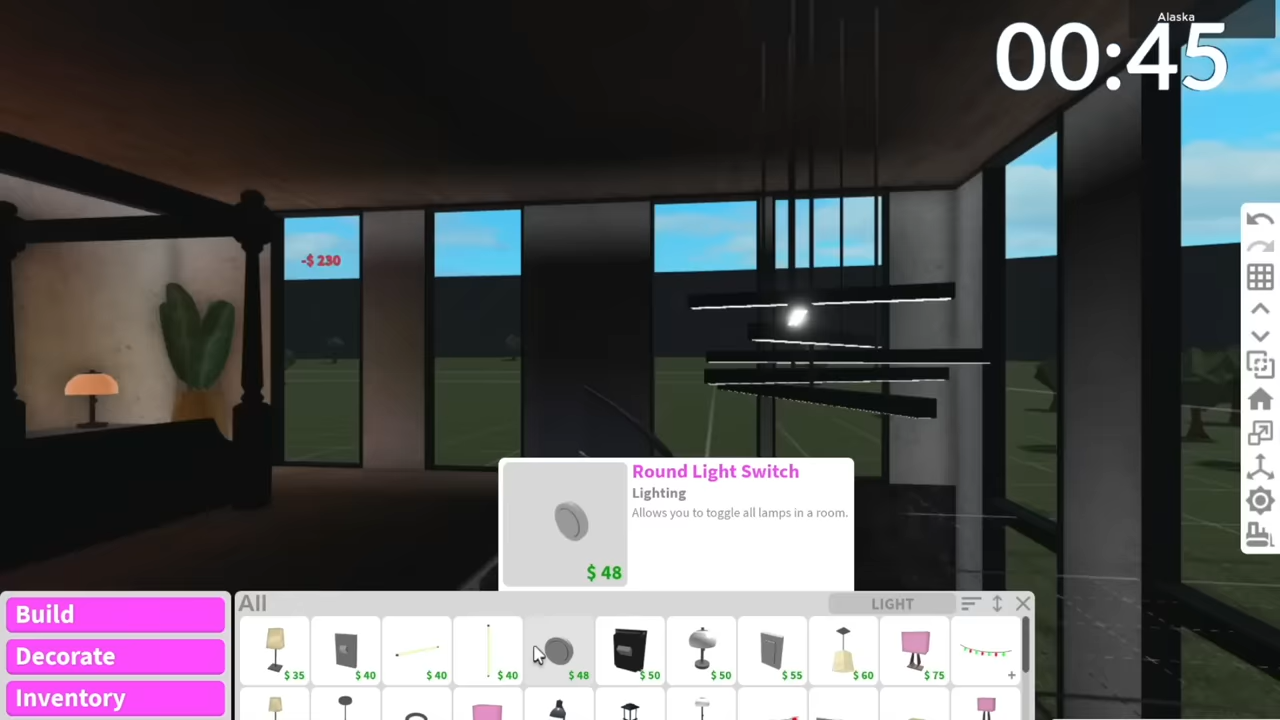 Alaska
00:45
-$ 230
Round Light Switch
Lighting
Allows you to toggle all lamps in a room.
$ 48
Build
Decorate
Inventory
All
LIGHT
$ 35
$ 40
$ 40
$ 40
$ 48
$ 50
$ 50
$ 55
$ 60
$ 75
+